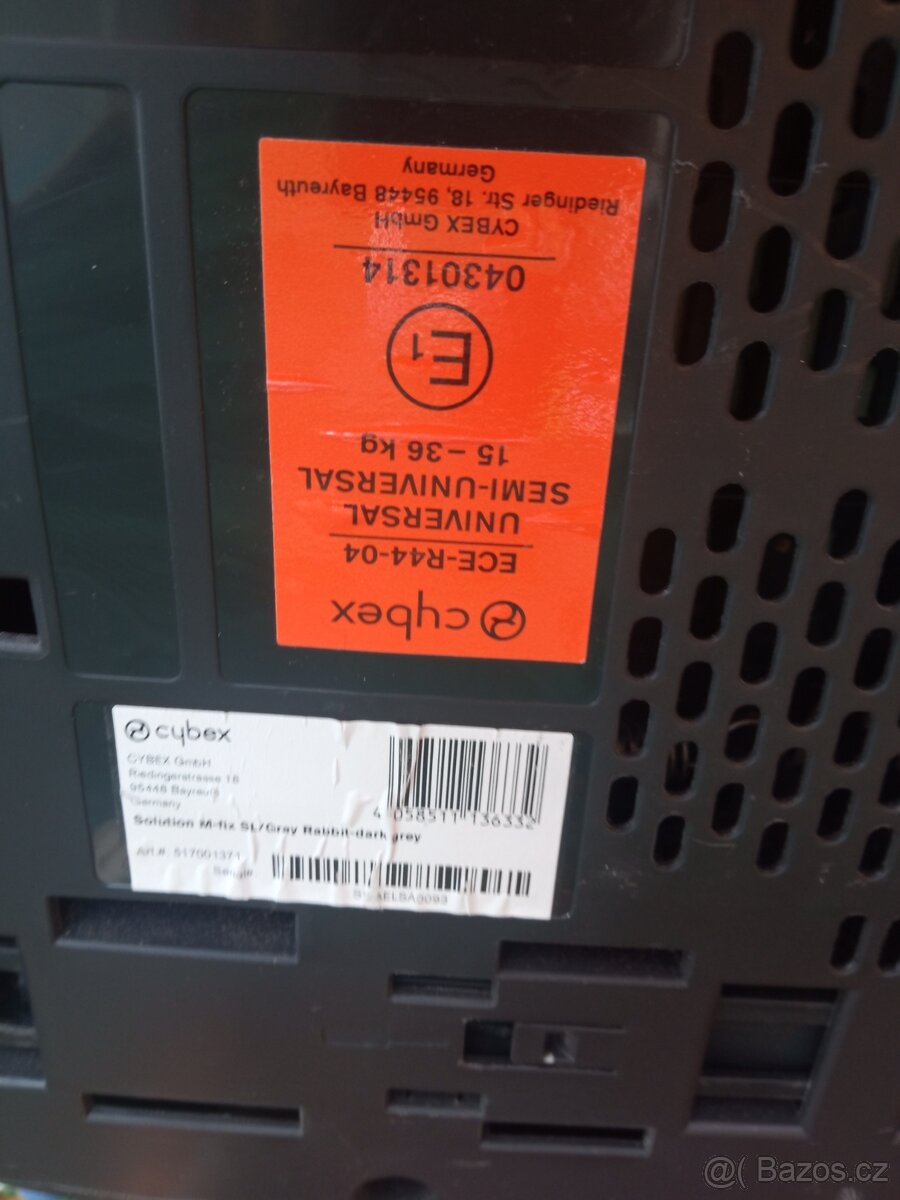 cybex
ECE-R44-04
UNIVERSAL
SEMI-UNIVERSAL
15 – 36 kg
E1
04301314
CYBEX GmbH
Riedinger Str. 18, 95448 Bayreuth
Germany
cybex
CYBEX GmbH
Riedingerstrasse 18
95448 Bayreuth
Germany
Solution M-fix SL/Gray Rabbit-dark grey
Art.#: 517001371
Serial#:
4 058511 136332
@( Bazos.cz